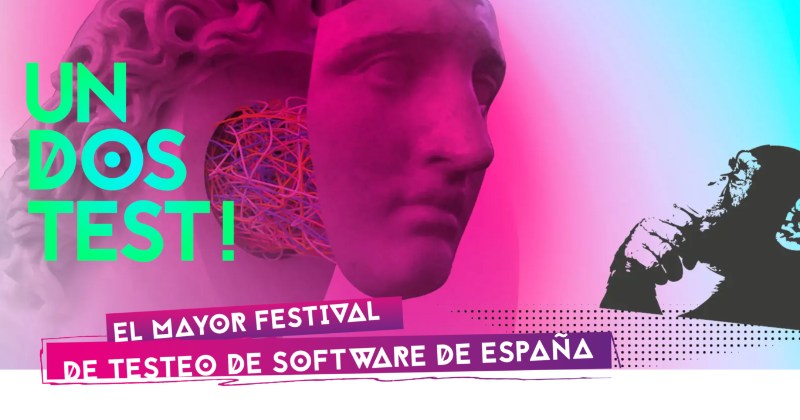 UN
DOS
TEST!
EL MAYOR FESTIVAL
DE TESTEO DE SOFTWARE DE ESPAÑA